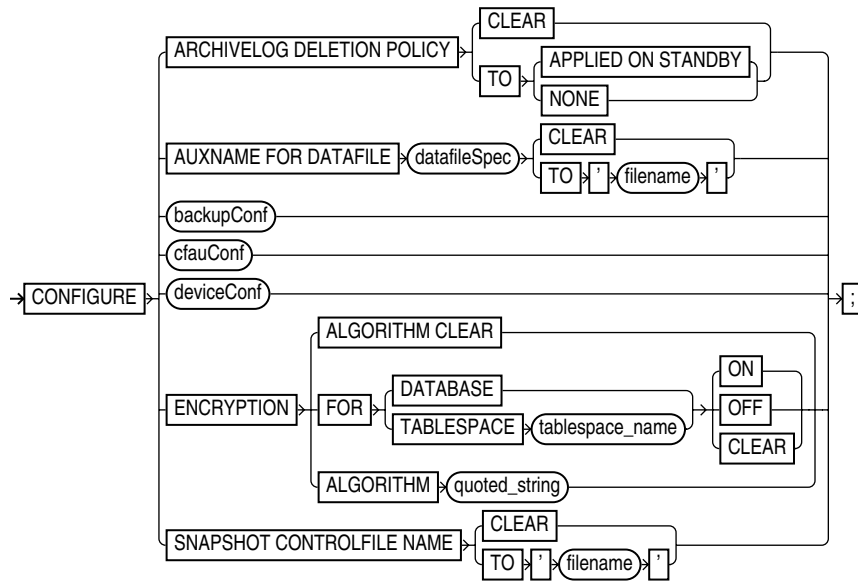 CLEAR
ARCHIVELOG DELETION POLICY
APPLIED ON STANDBY
TO
NONE
CLEAR
AUXNAME FOR DATAFILE datafileSpec
TO ' filename '
backupConf
cfauConf
CONFIGURE deviceConf ;
ALGORITHM CLEAR
ON
DATABASE
ENCRYPTION FOR OFF
TABLESPACE tablespace_name
CLEAR
ALGORITHM quoted_string
CLEAR
SNAPSHOT CONTROLFILE NAME
TO ' filename '